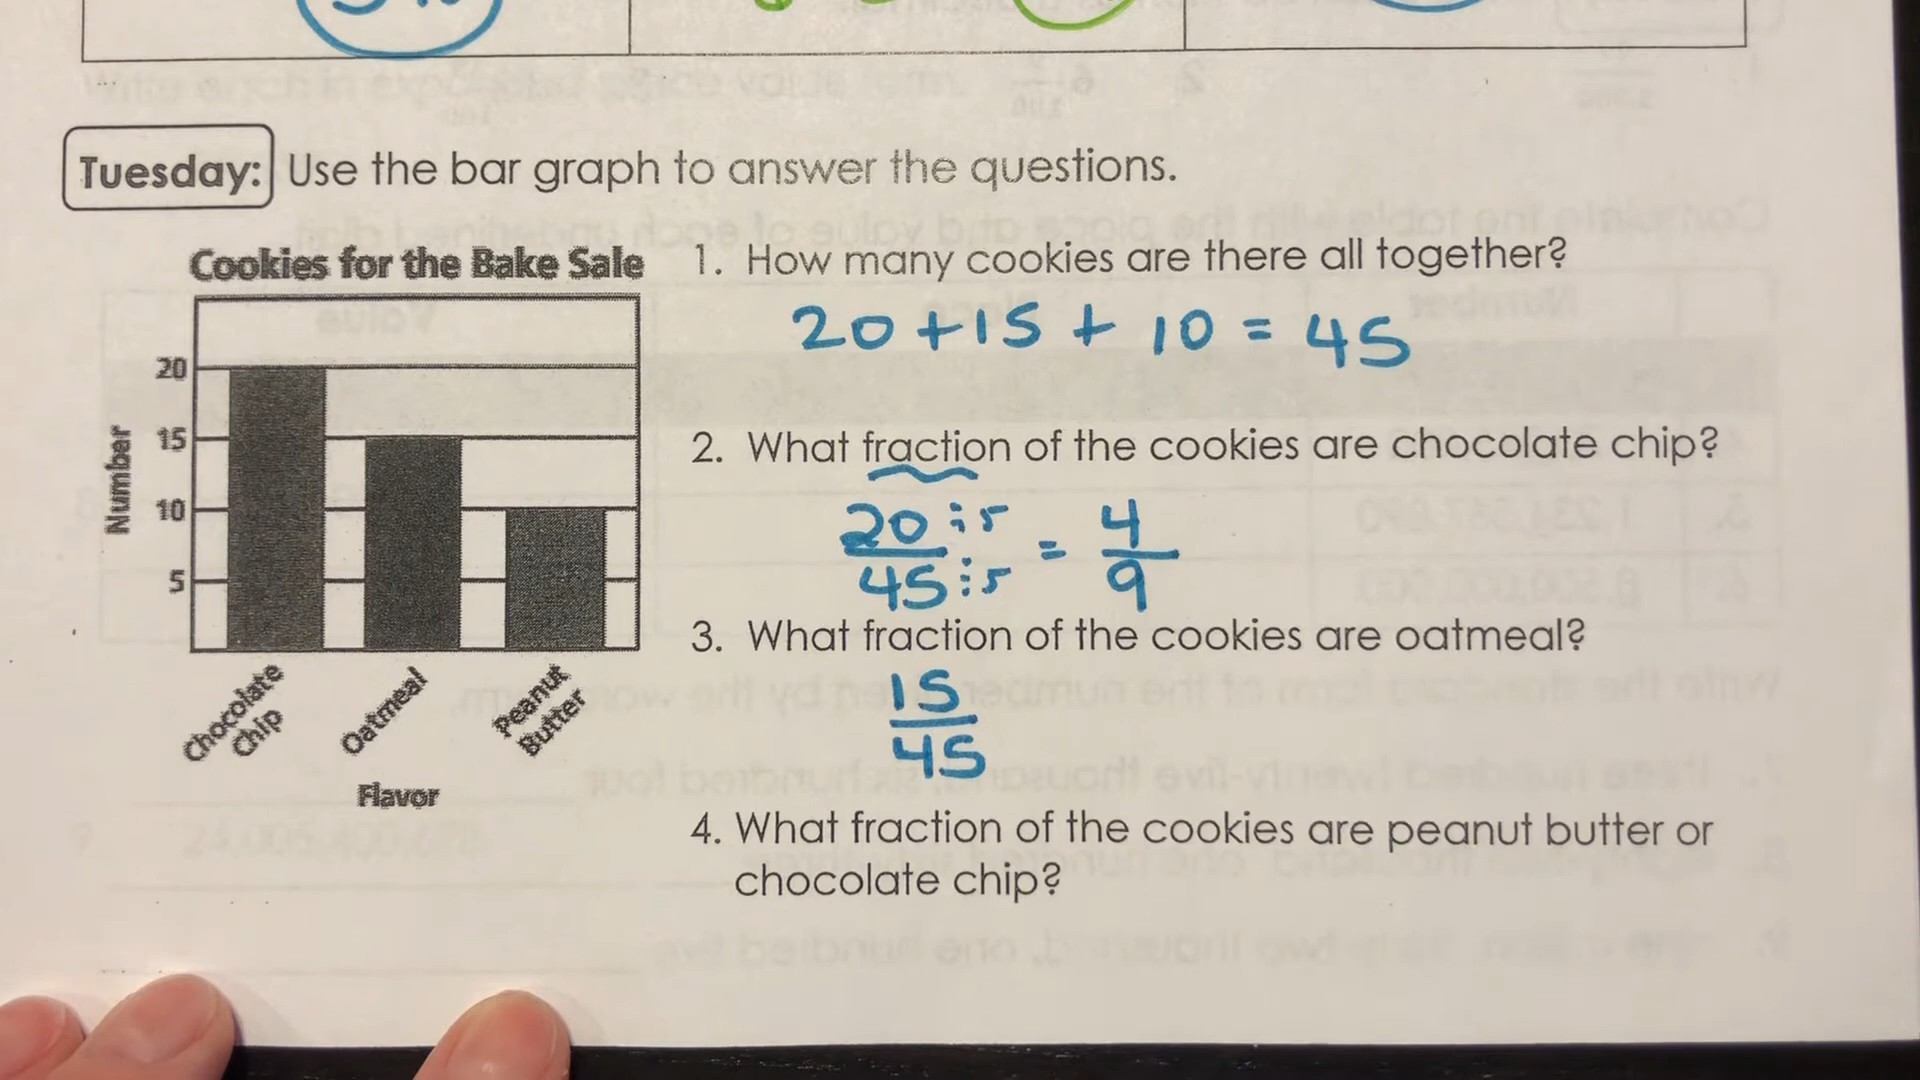 Tuesday: Use the bar graph to answer the questions.
Cookies for the Bake Sale
Number
20
15
10
5
Chocolate Chip
Oatmeal
Peanut Butter
Flavor
1. How many cookies are there all together?
20 + 15 + 10 = 45
2. What fraction of the cookies are chocolate chip?
20 ÷ 5 / 45 ÷ 5 = 4 / 9
3. What fraction of the cookies are oatmeal?
15 / 45
4. What fraction of the cookies are peanut butter or
chocolate chip?